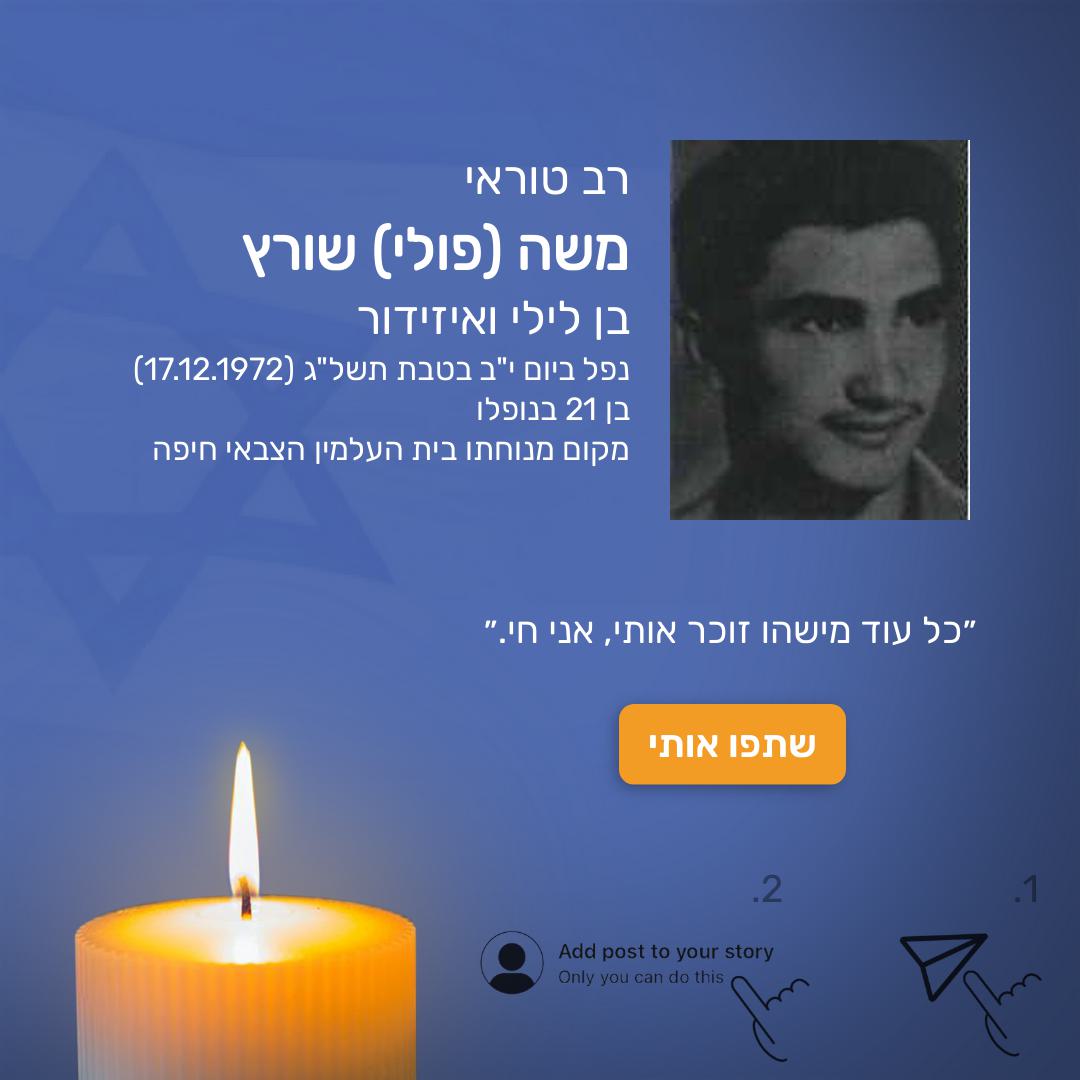 רב טוראי
משה (פולי) שורץ
בן לילי ואיזידור
נפל ביום י"ב בטבת תשל"ג (17.12.1972)
בן 21 בנופלו
מקום מנוחתו בית העלמין הצבאי חיפה
״כל עוד מישהו זוכר אותי, אני חי.״
שתפו אותי
.1
.2
Add post to your story
Only you can do this